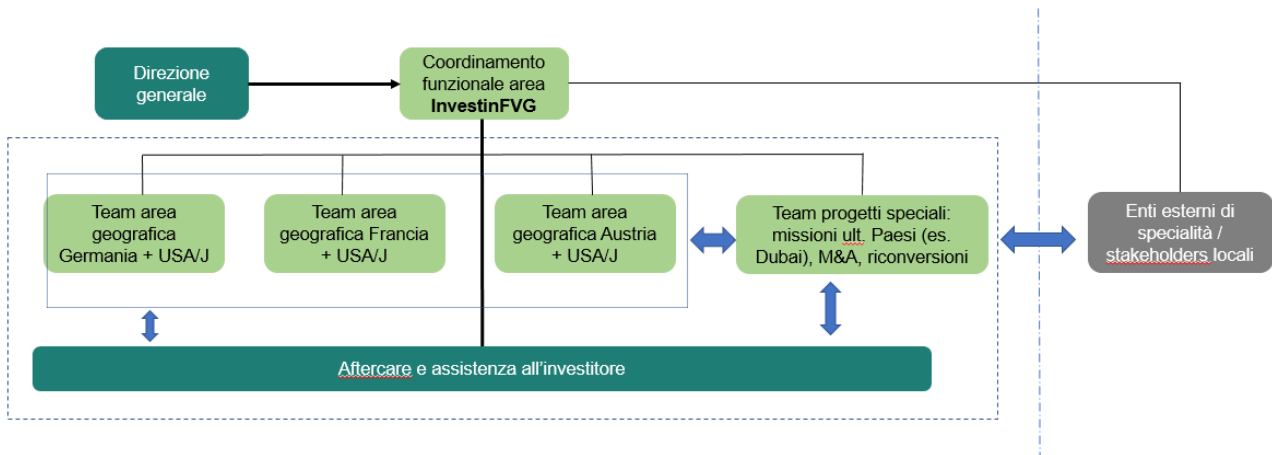 Direzione
generale
Coordinamento
funzionale area
InvestinFVG
Team area
geografica
Germania + USA/J
Team area
geografica Francia
+ USA/J
Team area
geografica Austria
+ USA/J
Team progetti speciali:
missioni ult. Paesi (es.
Dubai), M&A, riconversioni
Enti esterni di
specialità /
stakeholders locali
Aftercare e assistenza all’investitore